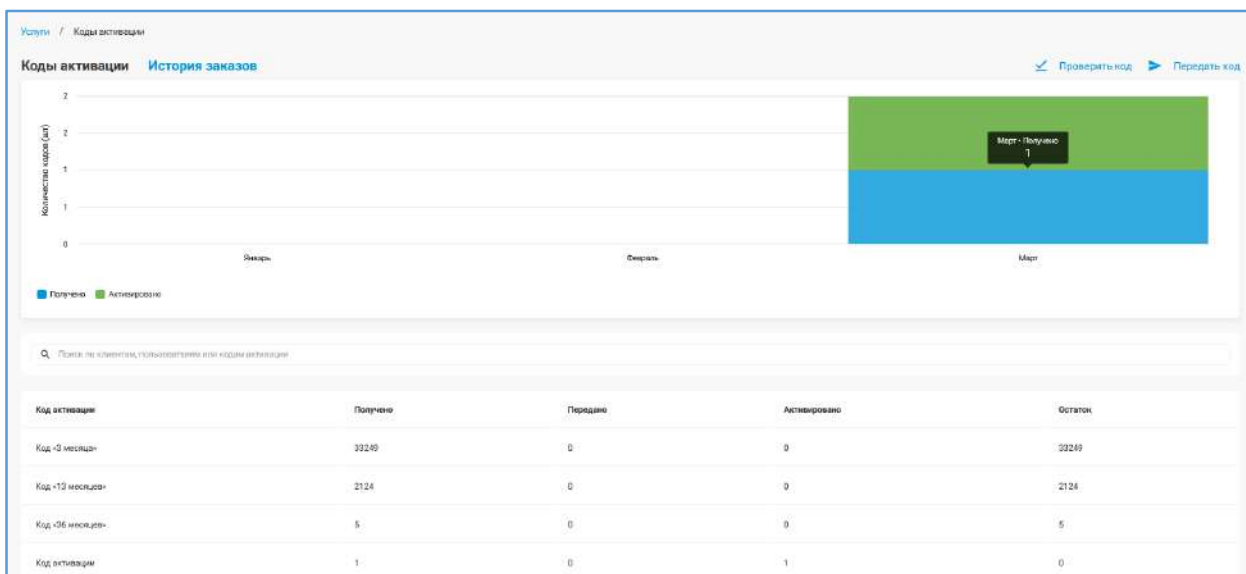 Услуги / Коды активации
Коды активации История заказов Проверить код Передать код
2
2
1
1
0
Количество кодов (шт)
Март - Получено
1
Январь Февраль Март
Получено Активировано
Поиск по клиентам, пользователям или кодам активации
Код активации Получено Передано Активировано Остаток
Код «3 месяца» 33249 0 0 33249
Код «13 месяцев» 2124 0 0 2124
Код «36 месяцев» 5 0 0 5
Код активации 1 0 1 0